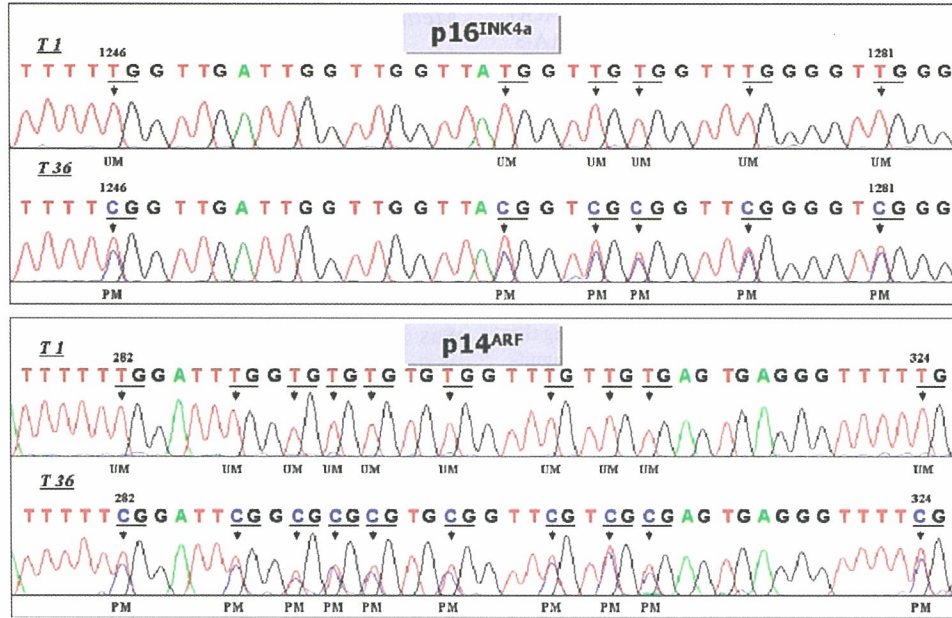 p16INK4a
T 1
1246 1281
T T T T T G G T T G A T T G G T T G G T T A T G G T T G T G G T T T G G G G T T G G G
UM UM UM UM UM UM
T 36
1246 1281
T T T T C G G T T G A T T G G T T G G T T A C G G T C G C G G T T C G G G G T C G G G
PM PM PM PM PM PM
p14ARF
T 1
282 324
T T T T T T G G A T T T G G T G T G T G T G T G G T T T G T T G T G A G T G A G G G T T T T T G
UM UM UM UM UM UM UM UM UM UM
T 36
282 324
T T T T T C G G A T T C G G C G C G C G T G C G G T T C G T C G C G A G T G A G G G T T T T C G
PM PM PM PM PM PM PM PM PM PM